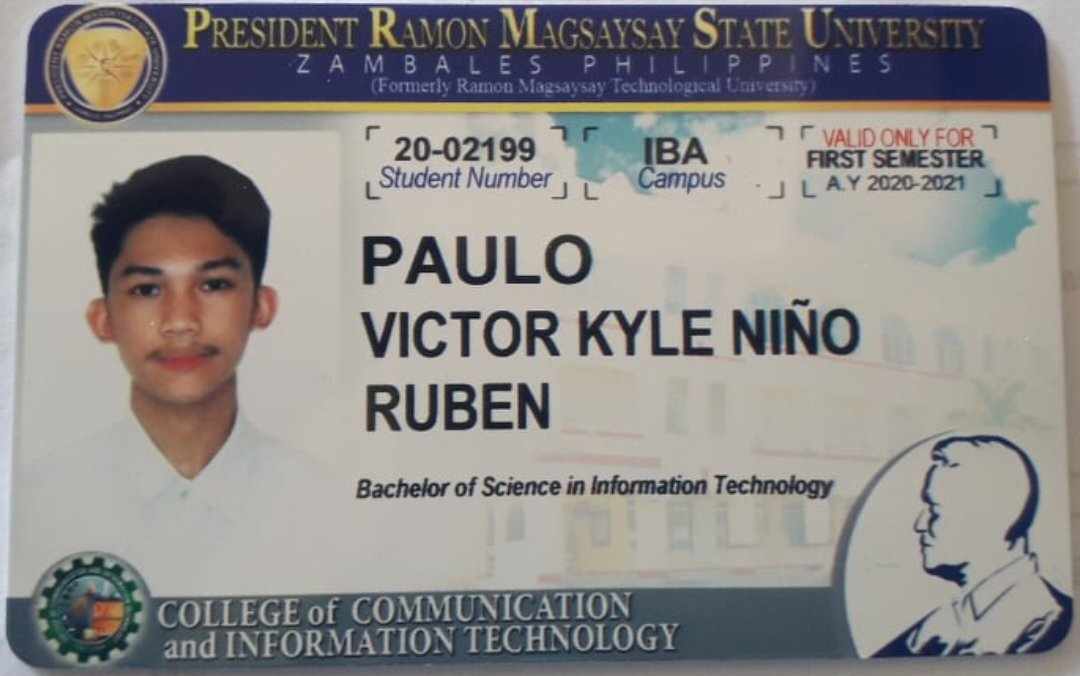 PRESIDENT RAMON MAGSAYSAY STATE UNIVERSITY
ZAMBALES PHILIPPINES
(Formerly Ramon Magsaysay Technological University)
20-02199
Student Number
IBA
Campus
VALID ONLY FOR
FIRST SEMESTER
A.Y 2020-2021
PAULO
VICTOR KYLE NIÑO
RUBEN
Bachelor of Science in Information Technology
COLLEGE of COMMUNICATION
and INFORMATION TECHNOLOGY